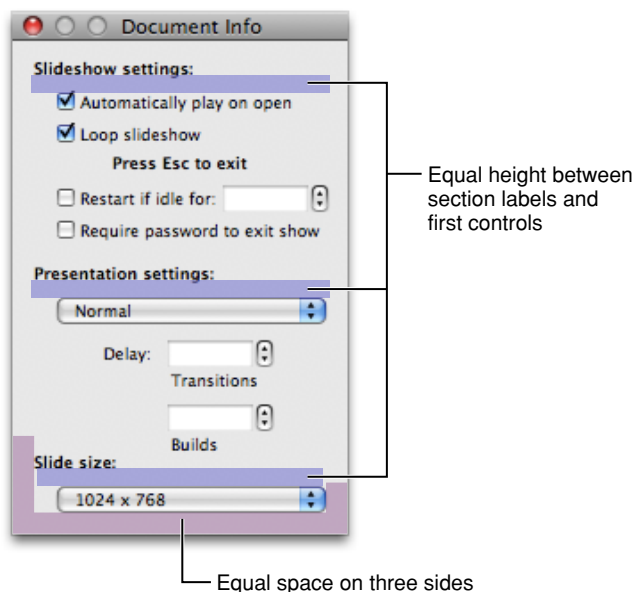 Document Info
Slideshow settings:
Automatically play on open
Loop slideshow
Press Esc to exit
Restart if idle for:
Require password to exit show
Presentation settings:
Normal
Delay:
Transitions
Builds
Slide size:
1024 x 768
Equal height between
section labels and
first controls
Equal space on three sides